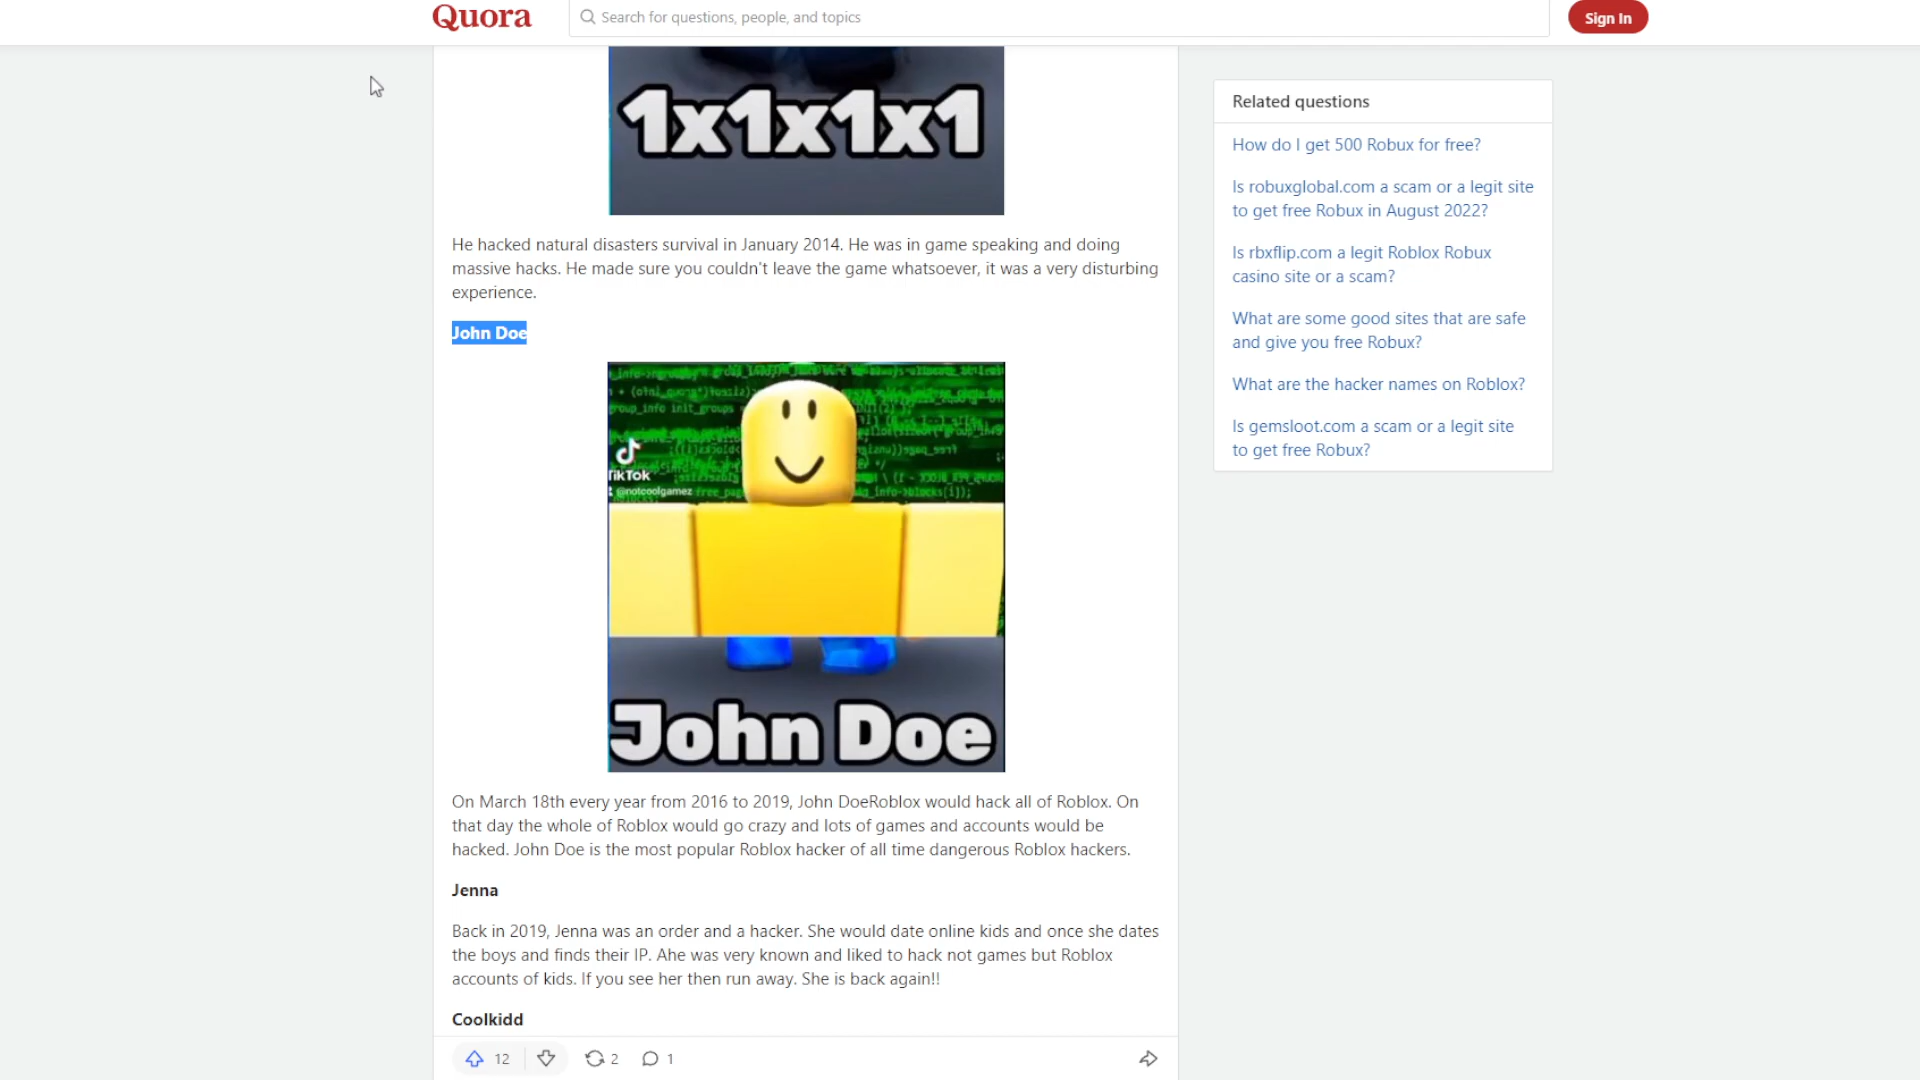 Quora
Search for questions, people, and topics
Sign In
1x1x1x1
He hacked natural disasters survival in January 2014. He was in game speaking and doing
massive hacks. He made sure you couldn't leave the game whatsoever, it was a very disturbing
experience.
John Doe
TikTok
@notcoolgamez
John Doe
On March 18th every year from 2016 to 2019, John DoeRoblox would hack all of Roblox. On
that day the whole of Roblox would go crazy and lots of games and accounts would be
hacked. John Doe is the most popular Roblox hacker of all time dangerous Roblox hackers.
Jenna
Back in 2019, Jenna was an order and a hacker. She would date online kids and once she dates
the boys and finds their IP. Ahe was very known and liked to hack not games but Roblox
accounts of kids. If you see her then run away. She is back again!!
Coolkidd
12
2
1
Related questions
How do I get 500 Robux for free?
Is robuxglobal.com a scam or a legit site
to get free Robux in August 2022?
Is rbxflip.com a legit Roblox Robux
casino site or a scam?
What are some good sites that are safe
and give you free Robux?
What are the hacker names on Roblox?
Is gemsloot.com a scam or a legit site
to get free Robux?